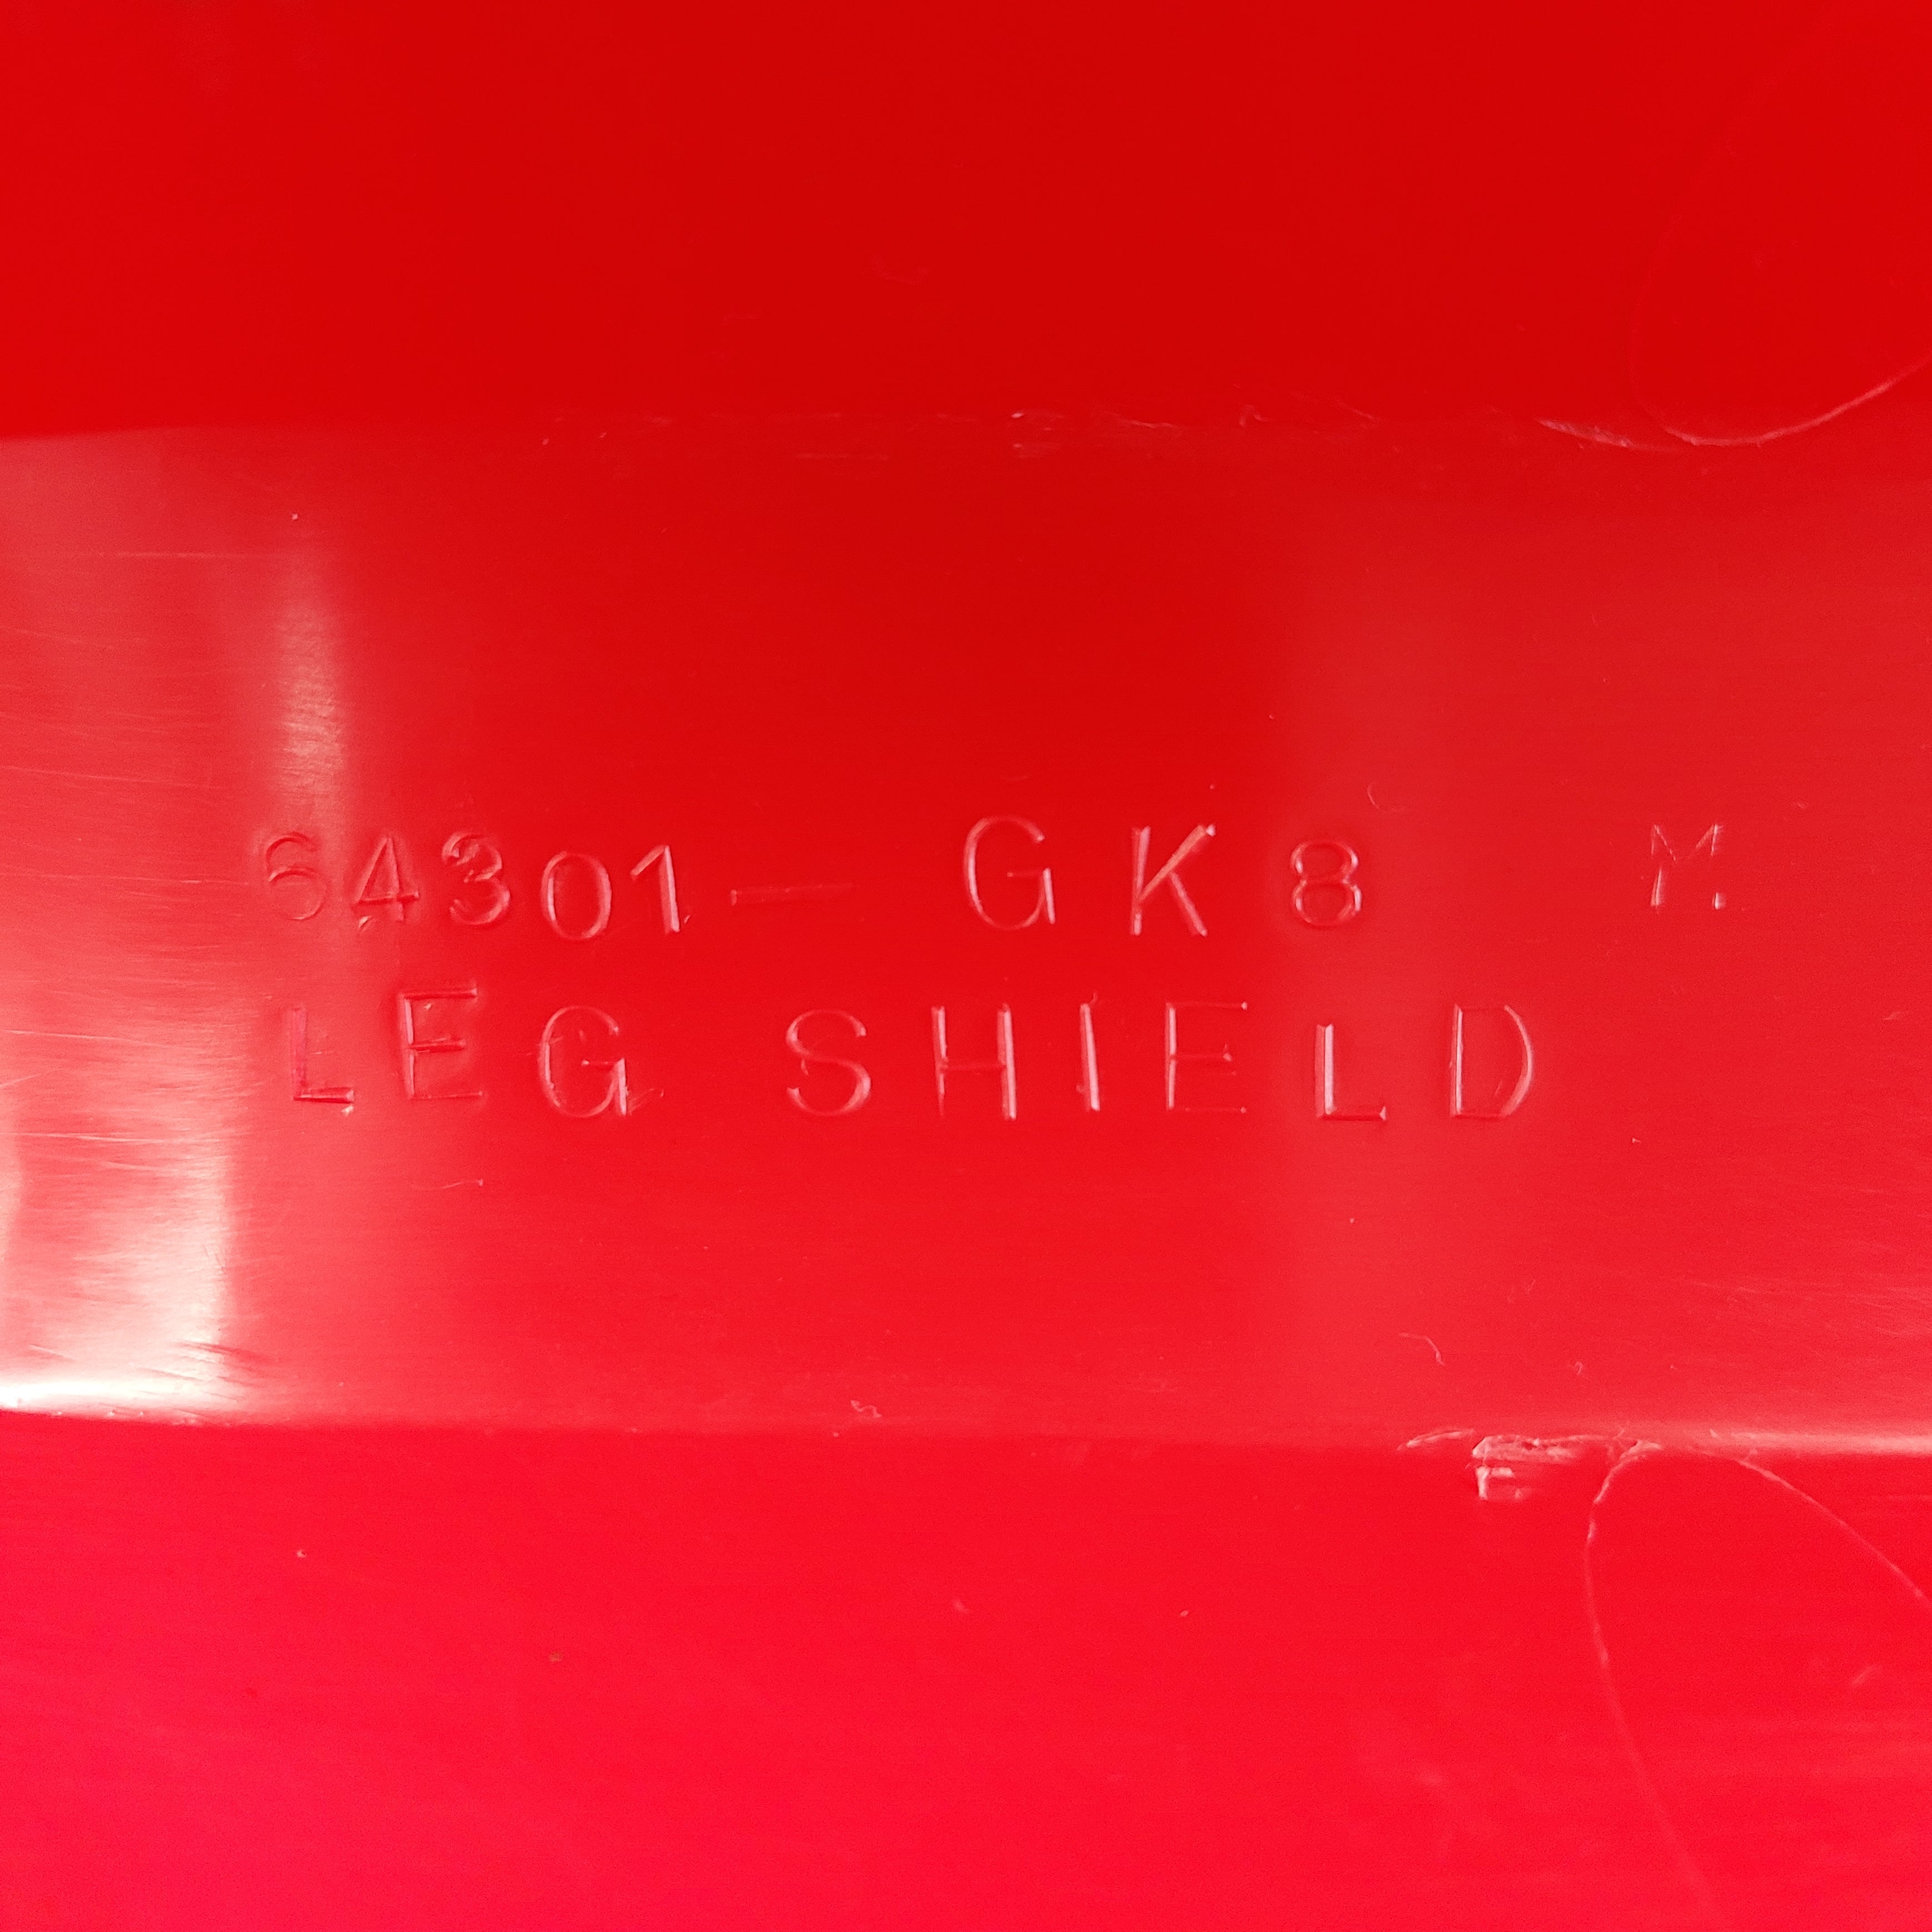 64301- GK8 M
LEG SHIELD